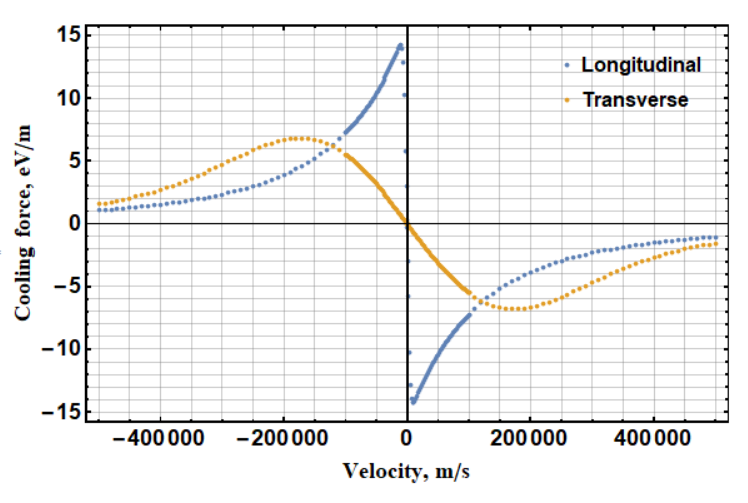 15
10
5
0
−5
−10
−15
−400000 −200000 0 200000 400000
Cooling force, eV/m
Velocity, m/s
Longitudinal
Transverse